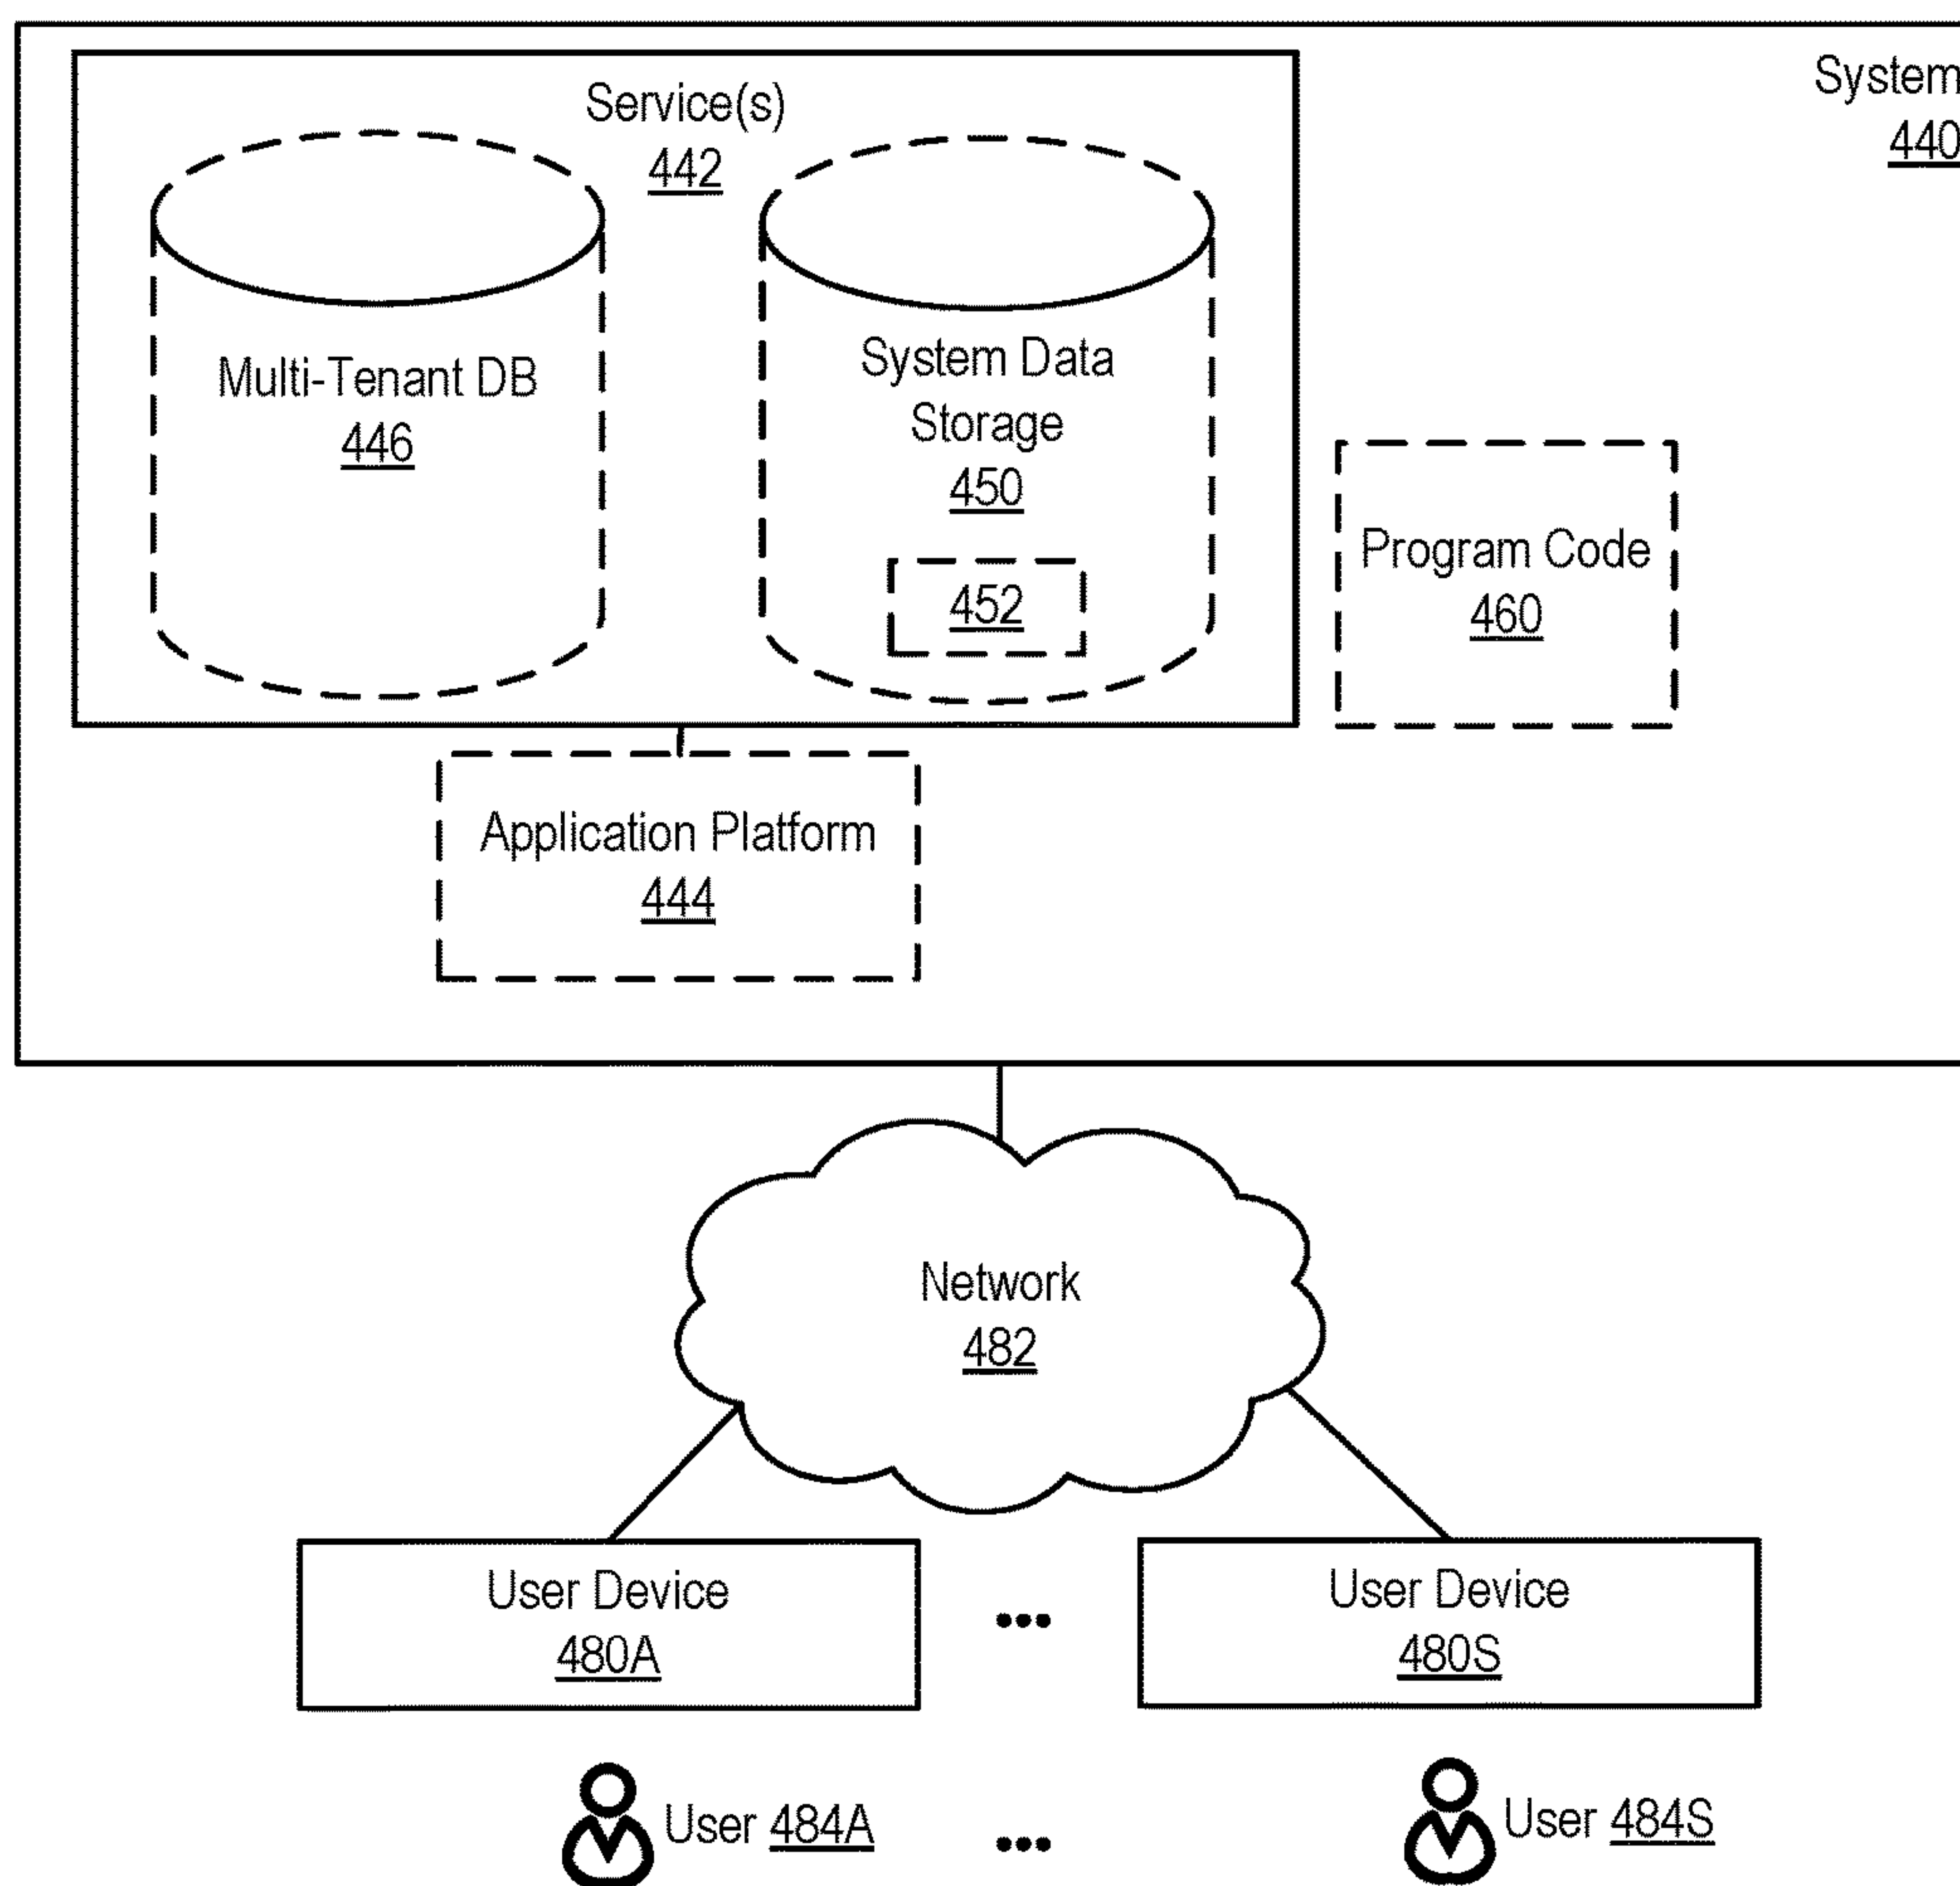 Service(s)
442
System
440
Multi-Tenant DB
446
System Data
Storage
450
452
Program Code
460
Application Platform
444
Network
482
User Device
480A
•••
User Device
480S
User 484A
•••
User 484S